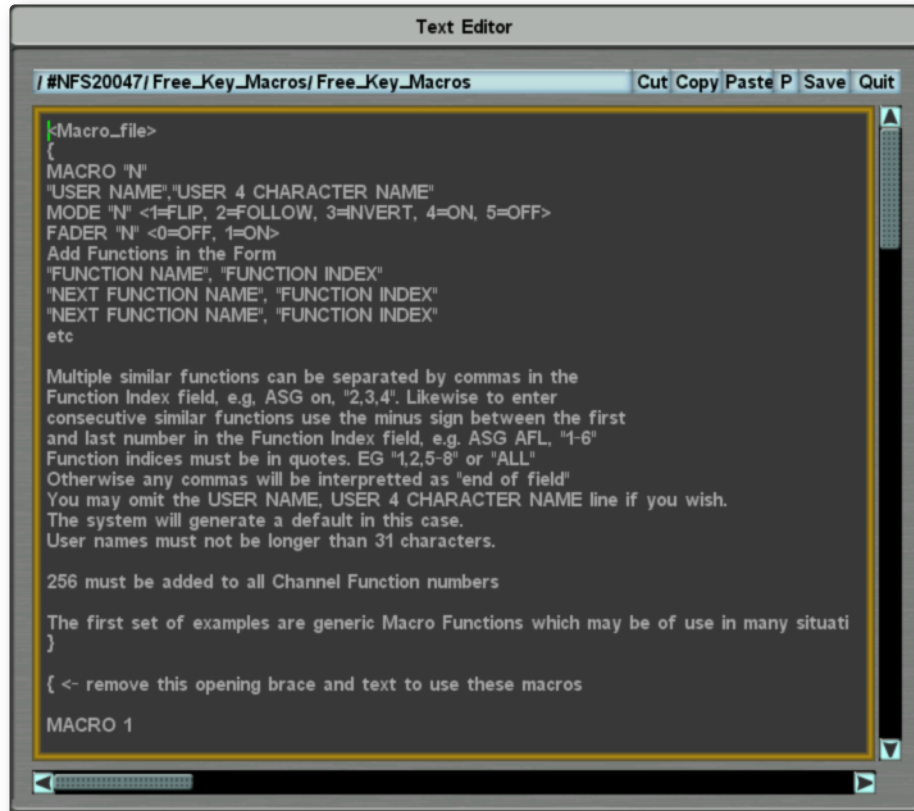 Text Editor
/ #NFS20047/ Free_Key_Macros/ Free_Key_Macros
Cut Copy Paste P Save Quit
<Macro_file>
{
MACRO "N"
"USER NAME","USER 4 CHARACTER NAME"
MODE "N" <1=FLIP, 2=FOLLOW, 3=INVERT, 4=ON, 5=OFF>
FADER "N" <0=OFF, 1=ON>
Add Functions in the Form
"FUNCTION NAME", "FUNCTION INDEX"
"NEXT FUNCTION NAME", "FUNCTION INDEX"
"NEXT FUNCTION NAME", "FUNCTION INDEX"
etc
Multiple similar functions can be separated by commas in the
Function Index field, e.g, ASG on, "2,3,4". Likewise to enter
consecutive similar functions use the minus sign between the first
and last number in the Function Index field, e.g. ASG AFL, "1-6"
Function indices must be in quotes. EG "1,2,5-8" or "ALL"
Otherwise any commas will be interpretted as "end of field"
You may omit the USER NAME, USER 4 CHARACTER NAME line if you wish.
The system will generate a default in this case.
User names must not be longer than 31 characters.
256 must be added to all Channel Function numbers
The first set of examples are generic Macro Functions which may be of use in many situati
}
{ <- remove this opening brace and text to use these macros
MACRO 1